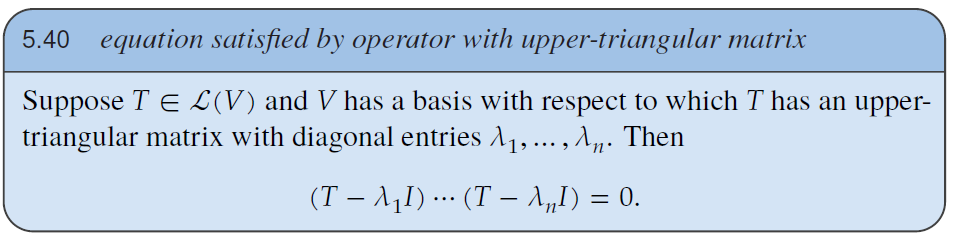 5.40 equation satisfied by operator with upper-triangular matrix
Suppose T ∈ ℒ(V) and V has a basis with respect to which T has an upper-
triangular matrix with diagonal entries λ₁, … , λₙ. Then
(T − λ₁I) ⋯ (T − λₙI) = 0.